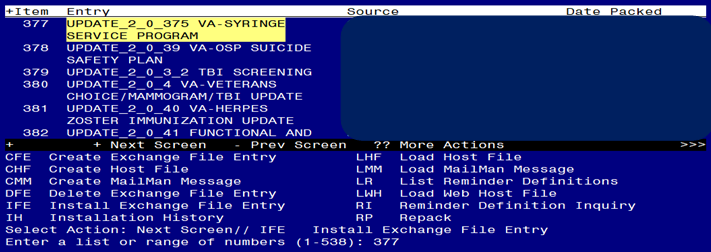 +Item  Entry  Source  Date Packed
377  UPDATE_2_0_375 VA-SYRINGE
SERVICE PROGRAM
378  UPDATE_2_0_39 VA-OSP SUICIDE
SAFETY PLAN
379  UPDATE_2_0_3_2 TBI SCREENING
380  UPDATE_2_0_4 VA-VETERANS
CHOICE/MAMMOGRAM/TBI UPDATE
381  UPDATE_2_0_40 VA-HERPES
ZOSTER IMMUNIZATION UPDATE
382  UPDATE_2_0_41 FUNCTIONAL AND
+  + Next Screen  - Prev Screen  ?? More Actions  >>>
CFE  Create Exchange File Entry  LHF  Load Host File
CHF  Create Host File  LMM  Load MailMan Message
CMM  Create MailMan Message  LR  List Reminder Definitions
DFE  Delete Exchange File Entry  LWH  Load Web Host File
IFE  Install Exchange File Entry  RI  Reminder Definition Inquiry
IH  Installation History  RP  Repack
Select Action: Next Screen// IFE  Install Exchange File Entry
Enter a list or range of numbers (1-538): 377